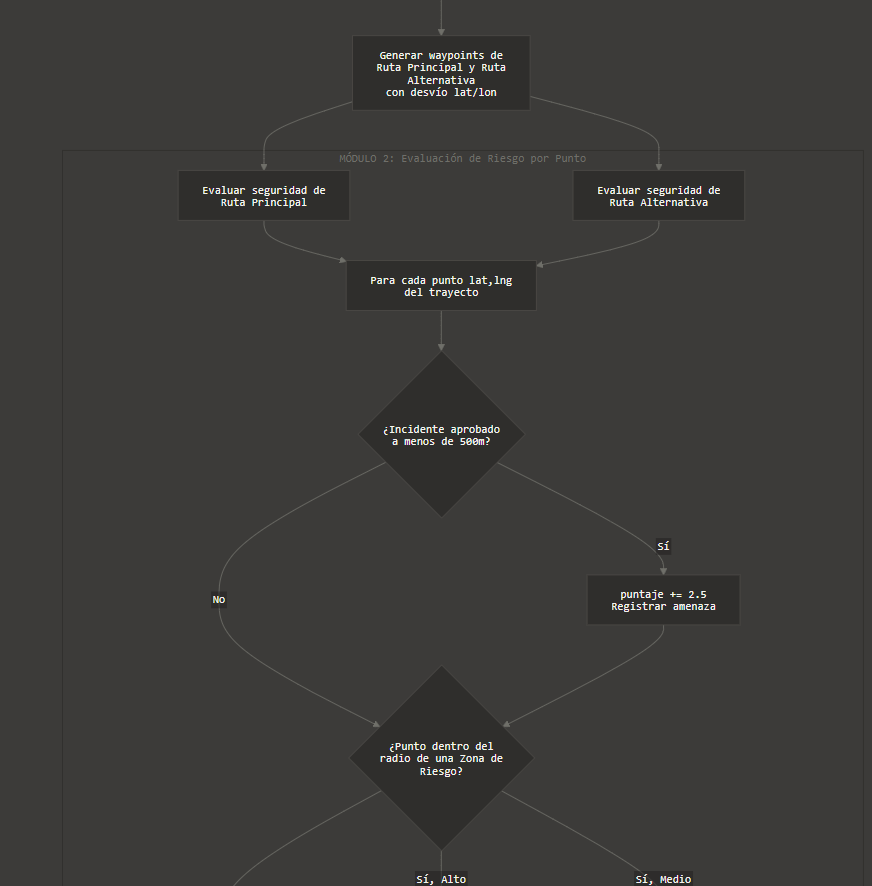 Generar waypoints de
Ruta Principal y Ruta
Alternativa
con desvío lat/lon
MÓDULO 2: Evaluación de Riesgo por Punto
Evaluar seguridad de
Ruta Principal
Evaluar seguridad de
Ruta Alternativa
Para cada punto lat,lng
del trayecto
¿Incidente aprobado
a menos de 500m?
Sí
No
puntaje += 2.5
Registrar amenaza
¿Punto dentro del
radio de una Zona de
Riesgo?
Sí, Alto
Sí, Medio